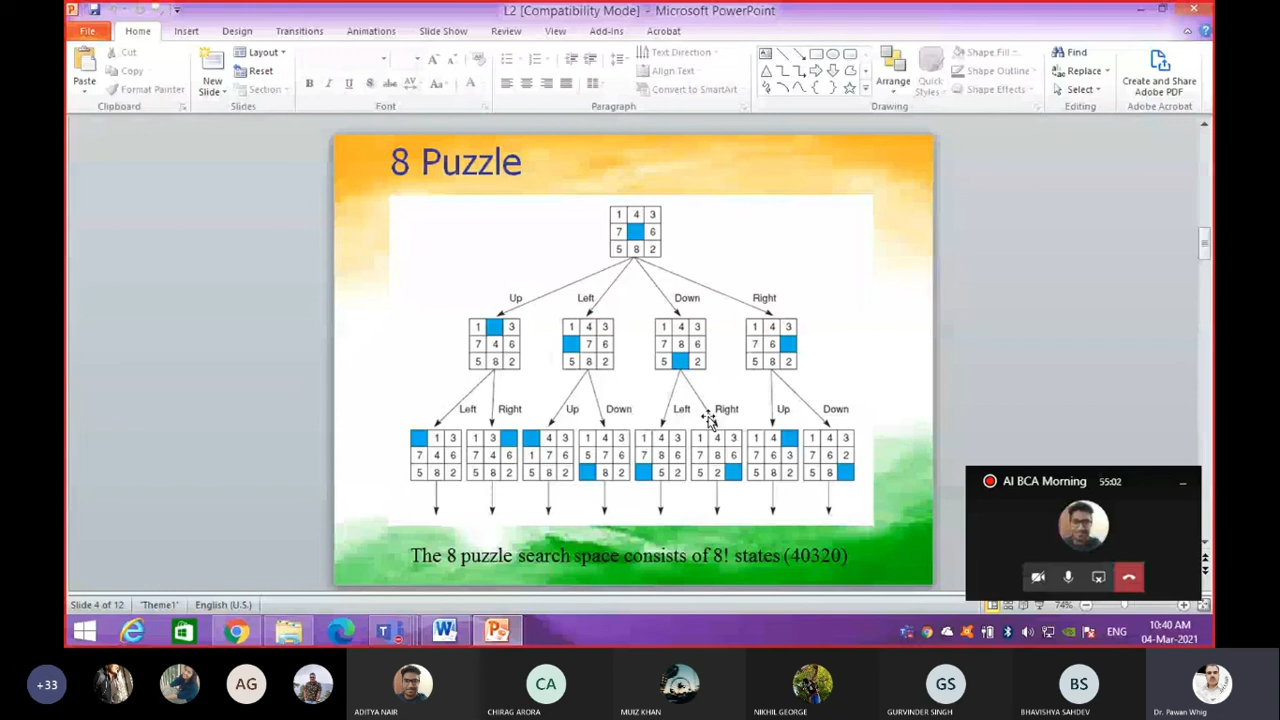 L2 [Compatibility Mode] - Microsoft PowerPoint
File Home Insert Design Transitions Animations Slide Show Review View Add-Ins Acrobat
Paste
Cut
Copy
Format Painter
Clipboard
New
Slide
Layout
Reset
Section
Slides
Font
Text Direction
Align Text
Convert to SmartArt
Paragraph
Arrange
Quick
Styles
Shape Fill
Shape Outline
Shape Effects
Drawing
Find
Replace
Select
Editing
Create and Share
Adobe PDF
Adobe Acrobat
8 Puzzle
1 4 3
7 6
5 8 2
Up Left Down Right
1 3 1 4 3 1 4 3 1 4 3
7 4 6 7 6 7 8 6 7 6
5 8 2 5 8 2 5 2 5 8 2
Left Right Up Down Left Right Up Down
1 3 1 3 4 3 1 4 3 1 4 3 1 4 3 1 4 1 4 3
7 4 6 7 4 6 1 7 6 5 7 6 7 8 6 7 8 6 7 6 3 7 6 2
5 8 2 5 8 2 5 8 2 8 2 5 2 5 2 5 8 2 5 8
The 8 puzzle search space consists of 8! states (40320)
AI BCA Morning 55:02
Slide 4 of 12 "Theme1" English (U.S.) 74%
ENG
10:40 AM
04-Mar-2021
+33
AG
ADITYA NAIR
CA
CHIRAG ARORA
MUIZ KHAN
NIKHIL GEORGE
GS
GURVINDER SINGH
BS
BHAVISHYA SAHDEV
Dr. Pawan Whig